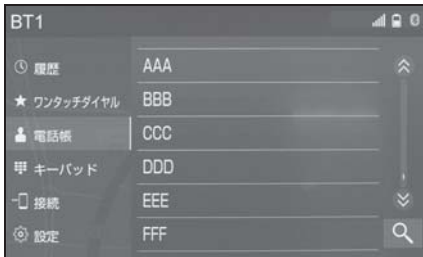 BT1
履歴
ワンタッチダイヤル
電話帳
キーパッド
接続
設定
AAA
BBB
CCC
DDD
EEE
FFF